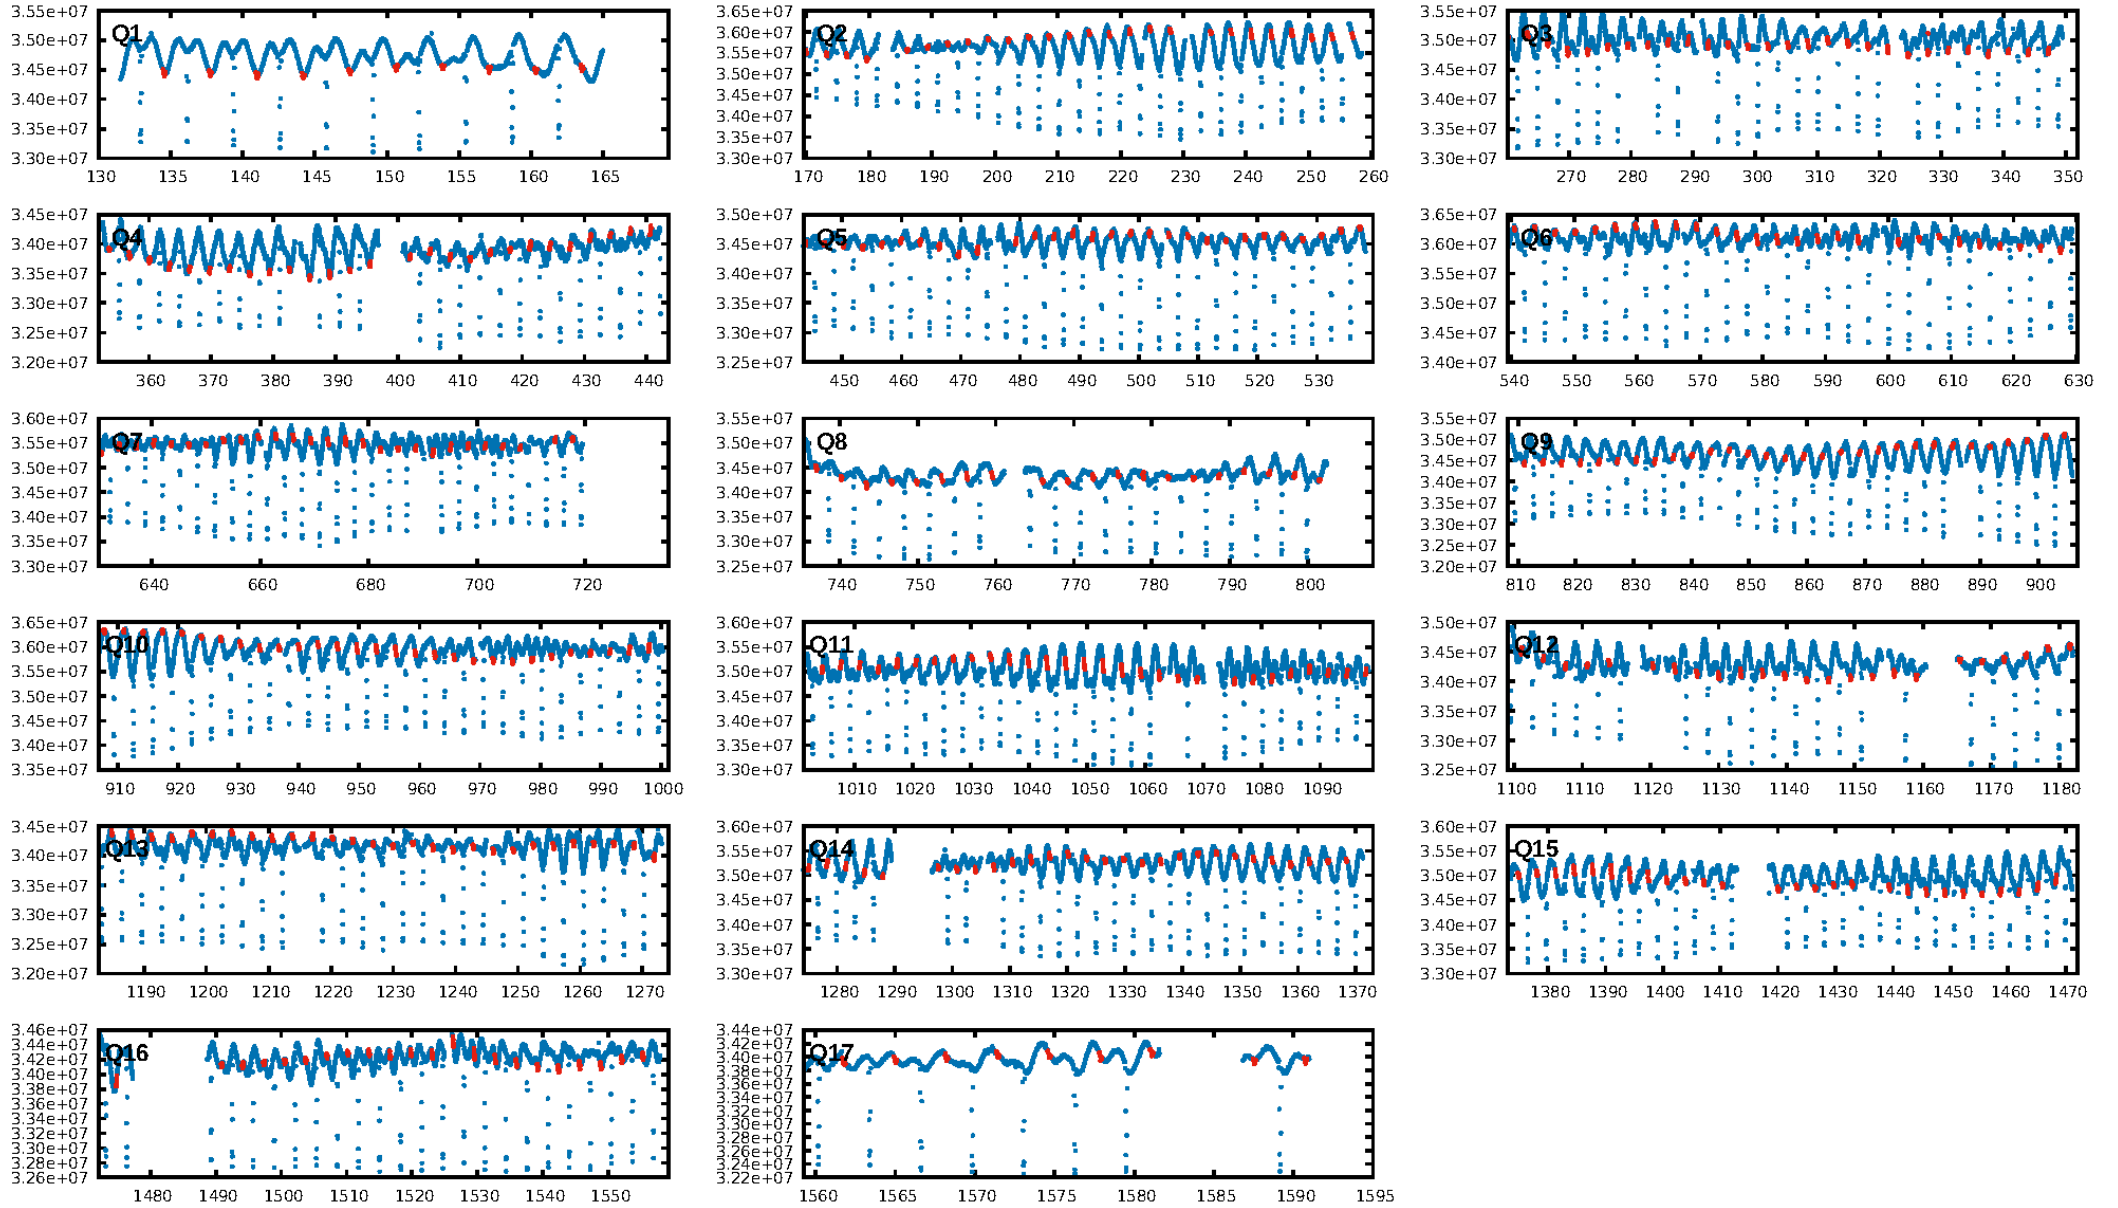 3.55e+07 3.50e+07 3.45e+07 3.40e+07 3.35e+07 3.30e+07
Q1
130 135 140 145 150 155 160 165
3.65e+07 3.60e+07 3.55e+07 3.50e+07 3.45e+07 3.40e+07 3.35e+07 3.30e+07
Q2
170 180 190 200 210 220 230 240 250 260
3.55e+07 3.50e+07 3.45e+07 3.40e+07 3.35e+07 3.30e+07
Q3
270 280 290 300 310 320 330 340 350
3.45e+07 3.40e+07 3.35e+07 3.30e+07 3.25e+07 3.20e+07
Q4
360 370 380 390 400 410 420 430 440
3.50e+07 3.45e+07 3.40e+07 3.35e+07 3.30e+07 3.25e+07
Q5
450 460 470 480 490 500 510 520 530
3.65e+07 3.60e+07 3.55e+07 3.50e+07 3.45e+07 3.40e+07
Q6
540 550 560 570 580 590 600 610 620 630
3.60e+07 3.55e+07 3.50e+07 3.45e+07 3.40e+07 3.35e+07 3.30e+07
Q7
640 660 680 700 720
3.55e+07 3.50e+07 3.45e+07 3.40e+07 3.35e+07 3.30e+07 3.25e+07
Q8
740 750 760 770 780 790 800
3.55e+07 3.50e+07 3.45e+07 3.40e+07 3.35e+07 3.30e+07 3.25e+07 3.20e+07
Q9
810 820 830 840 850 860 870 880 890 900
3.65e+07 3.60e+07 3.55e+07 3.50e+07 3.45e+07 3.40e+07 3.35e+07
Q10
910 920 930 940 950 960 970 980 990 1000
3.60e+07 3.55e+07 3.50e+07 3.45e+07 3.40e+07 3.35e+07 3.30e+07
Q11
1010 1020 1030 1040 1050 1060 1070 1080 1090
3.50e+07 3.45e+07 3.40e+07 3.35e+07 3.30e+07 3.25e+07
Q12
1100 1110 1120 1130 1140 1150 1160 1170 1180
3.45e+07 3.40e+07 3.35e+07 3.30e+07 3.25e+07 3.20e+07
Q13
1190 1200 1210 1220 1230 1240 1250 1260 1270
3.60e+07 3.55e+07 3.50e+07 3.45e+07 3.40e+07 3.35e+07 3.30e+07
Q14
1280 1290 1300 1310 1320 1330 1340 1350 1360 1370
3.60e+07 3.55e+07 3.50e+07 3.45e+07 3.40e+07 3.35e+07 3.30e+07
Q15
1380 1390 1400 1410 1420 1430 1440 1450 1460 1470
3.46e+07 3.44e+07 3.42e+07 3.40e+07 3.38e+07 3.36e+07 3.34e+07 3.32e+07 3.30e+07 3.28e+07 3.26e+07
Q16
1480 1490 1500 1510 1520 1530 1540 1550
3.44e+07 3.42e+07 3.40e+07 3.38e+07 3.36e+07 3.34e+07 3.32e+07 3.30e+07 3.28e+07 3.26e+07 3.24e+07 3.22e+07
Q17
1560 1565 1570 1575 1580 1585 1590 1595